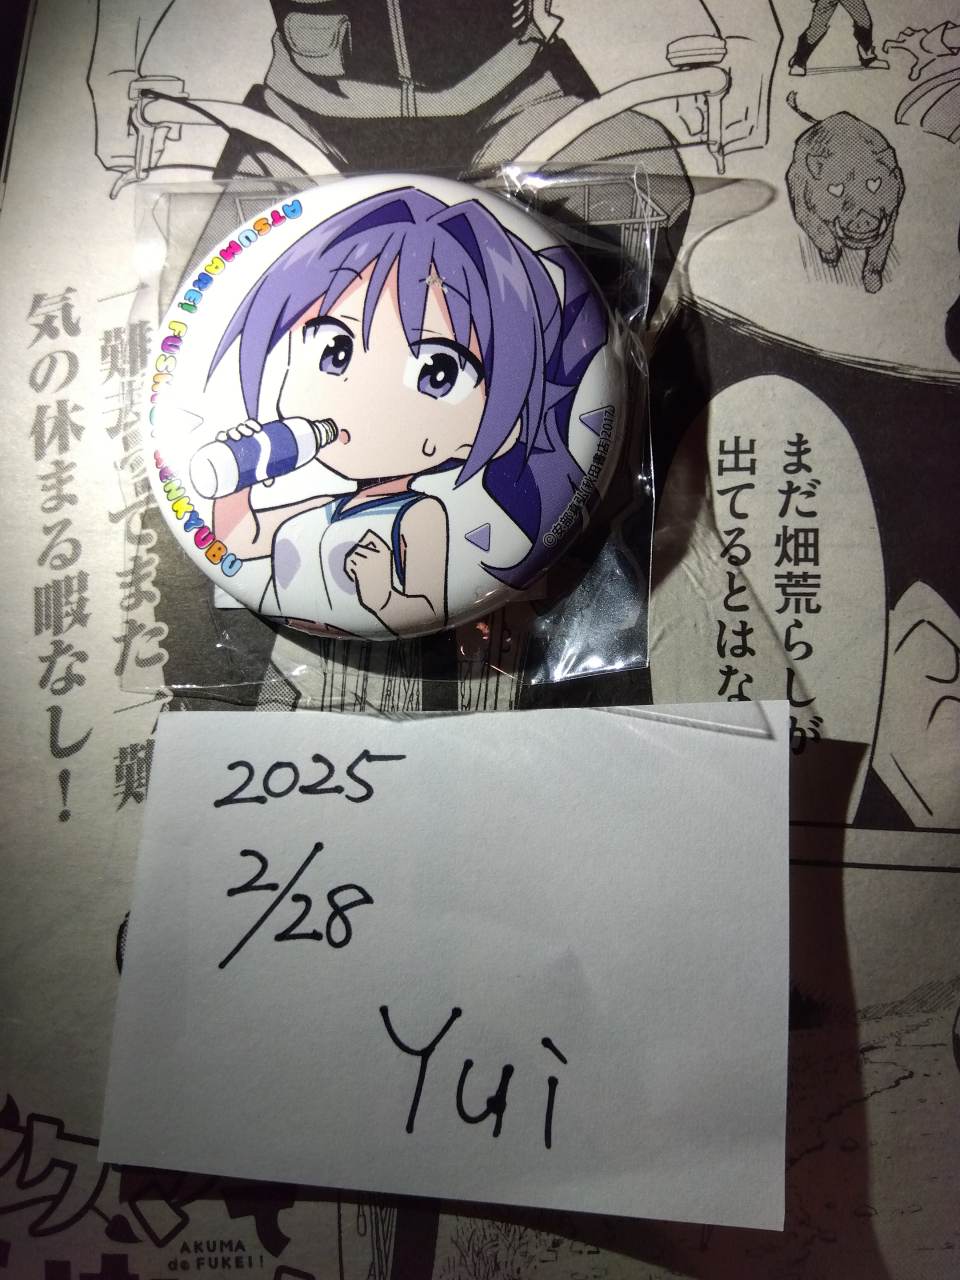 ATSUMARE! FUSHIGI KENKYUBU
©安部真弘(秋田書店)2017
まだ畑荒らしが
出てるとはな
気の休まる暇なし!
2025
2/28
Yui
AKUMA
de FUKEI!